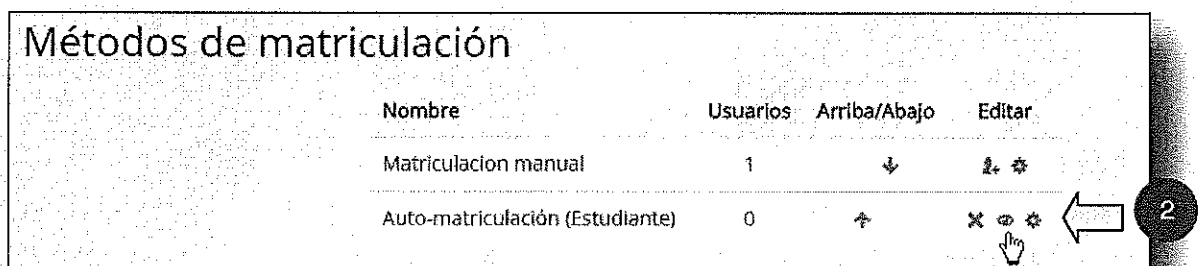 Métodos de matriculación
Nombre Usuarios Arriba/Abajo Editar
Matriculacion manual 1
Auto-matriculación (Estudiante) 0
2